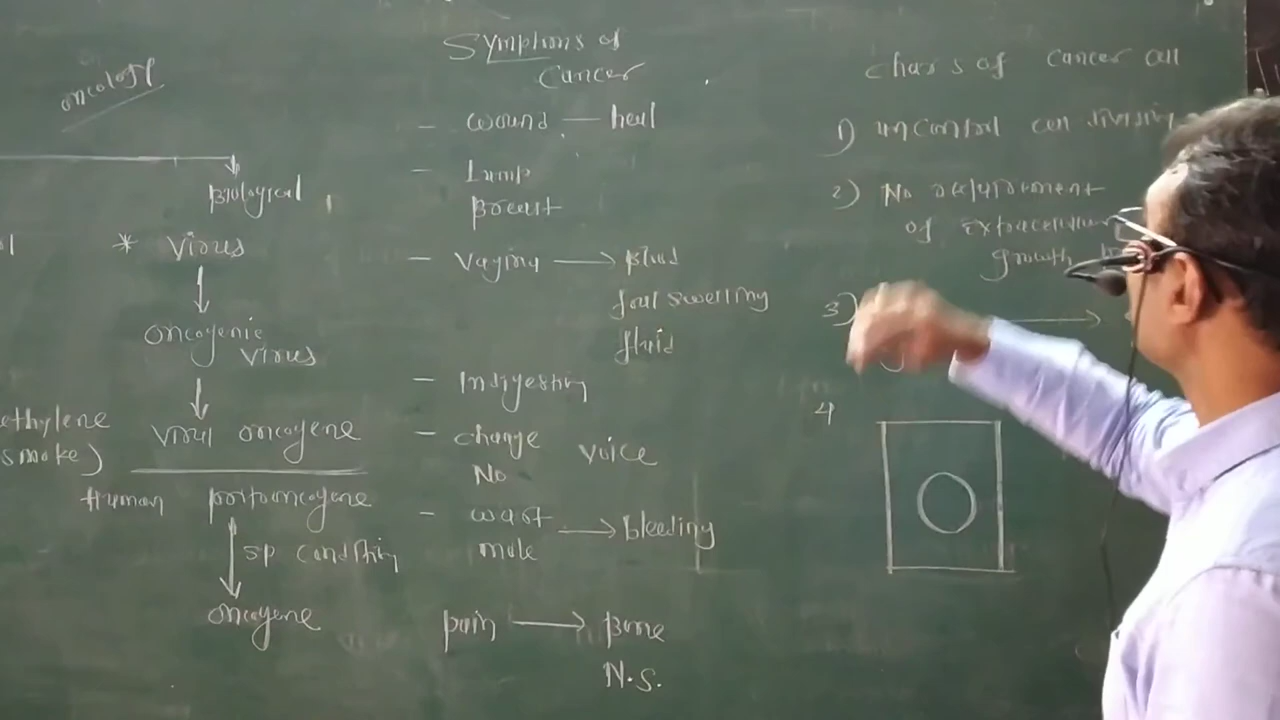 oncology
Biological
* Virus
Oncogenic
Virus
ethylene
smoke)
Viral oncogene
Human protooncogene
sp condition
oncogene
Symptoms of
Cancer
- wound — heal
- Lump
Breast
- Vagina → Blood
foul swelling
fluid
- Indigestion
- change voice
No
- wart → bleeding
mole
pain → Bone
N.S.
chars of cancer cell
1) uncontrol cell division
2) No requirement
of extracellular
growth
3)
4